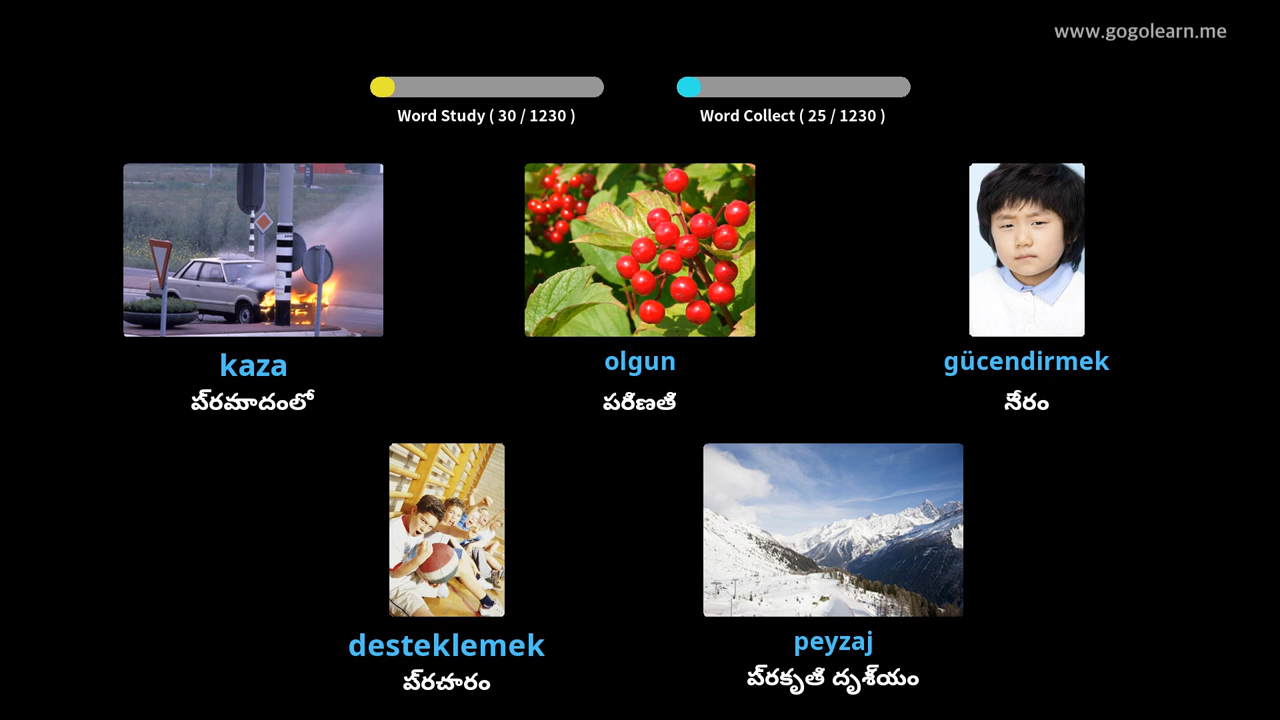 www.gogolearn.me
Word Study ( 30 / 1230 )
Word Collect ( 25 / 1230 )
kaza
olgun
gücendirmek
ప్రమాదంలో
పరిణతి
నేరం
desteklemek
peyzaj
ప్రచారం
ప్రకృతి దృశ్యం